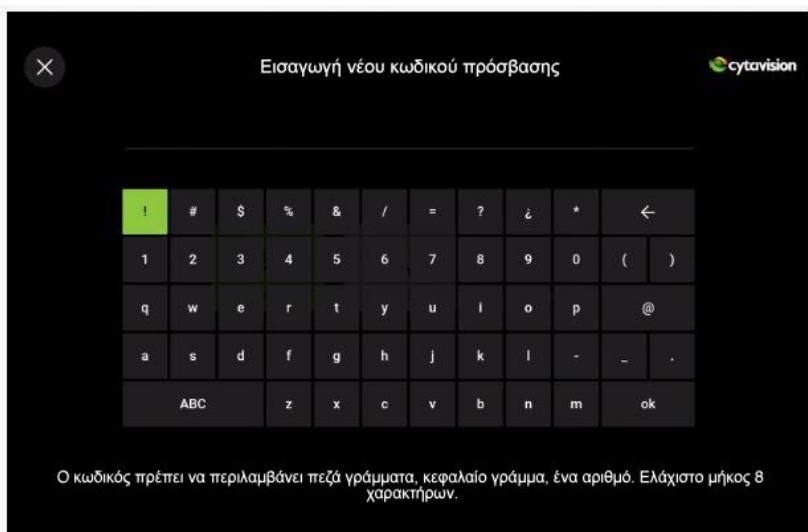 Εισαγωγή νέου κωδικού πρόσβασης
cytavision
! # $ % & / = ? ¿ * ←
1 2 3 4 5 6 7 8 9 0 ( )
q w e r t y u i o p @
a s d f g h j k l - _ .
ABC z x c v b n m ok
Ο κωδικός πρέπει να περιλαμβάνει πεζά γράμματα, κεφαλαίο γράμμα, ένα αριθμό. Ελάχιστο μήκος 8
χαρακτήρων.